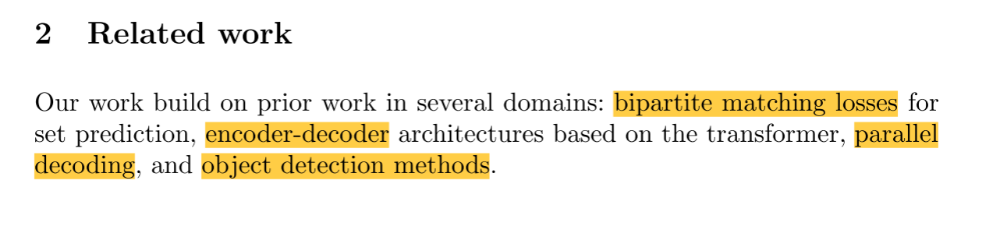 2 Related work
Our work build on prior work in several domains: bipartite matching losses for
set prediction, encoder-decoder architectures based on the transformer, parallel
decoding, and object detection methods.